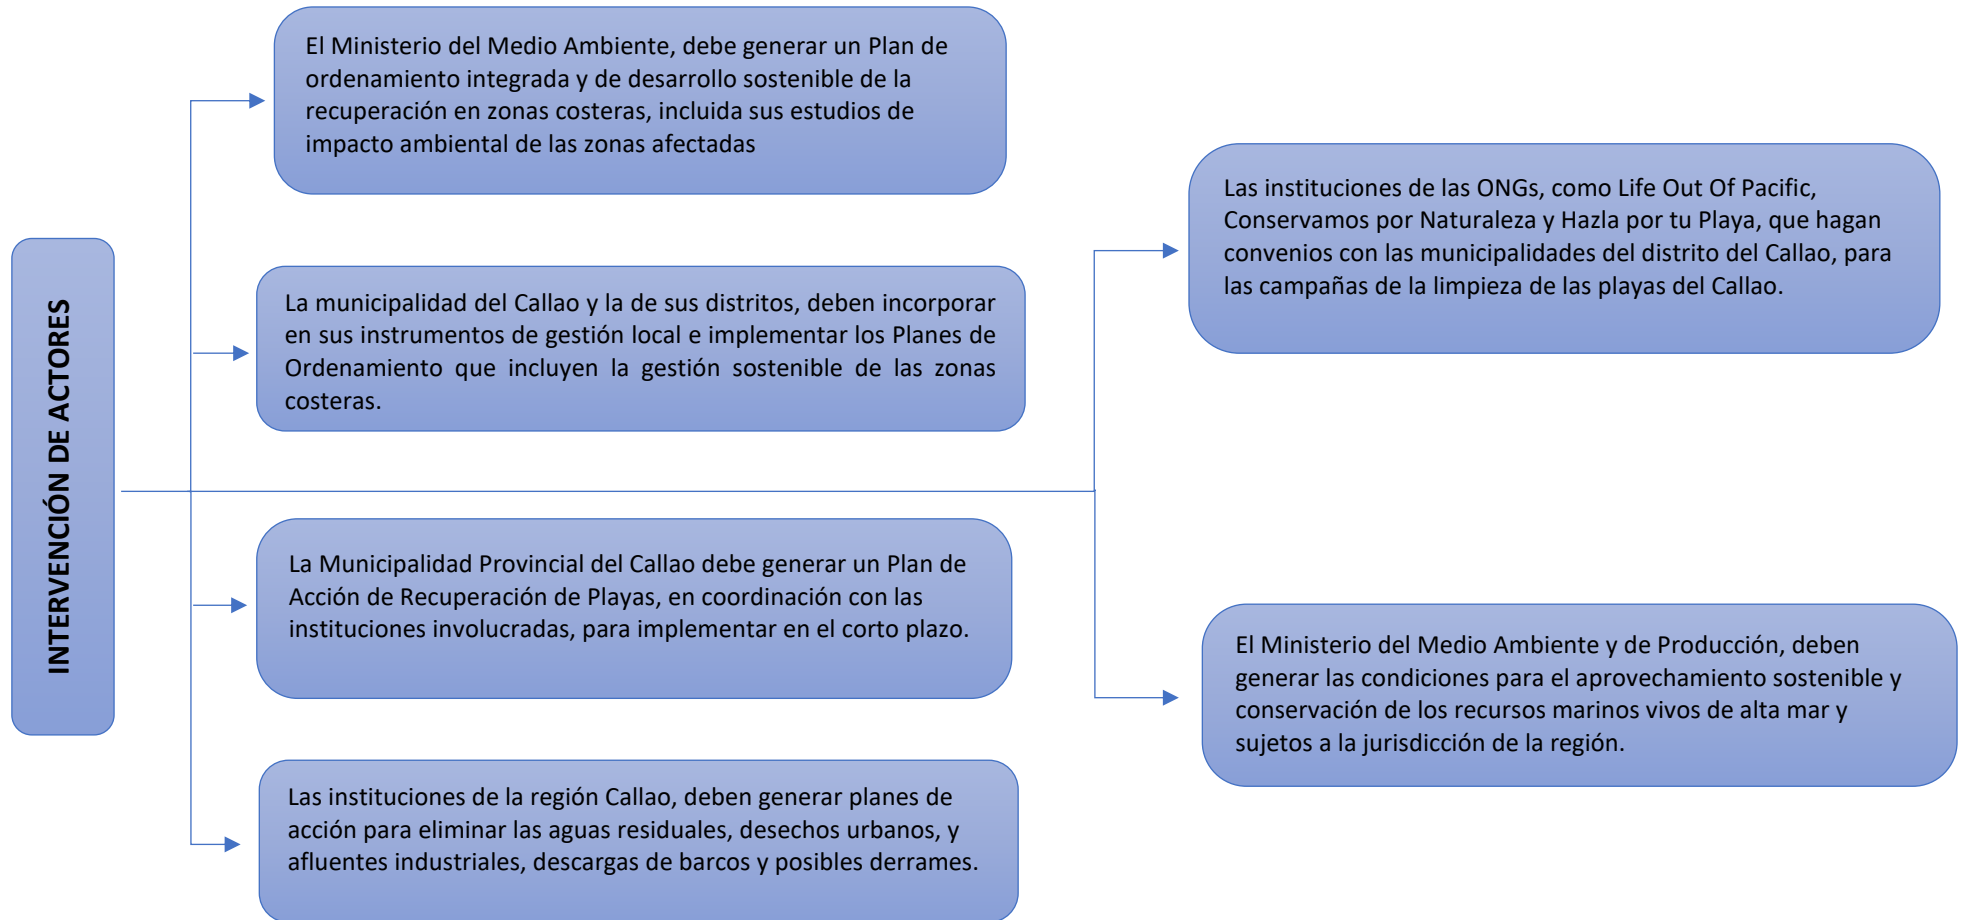 INTERVENCIÓN DE ACTORES
El Ministerio del Medio Ambiente, debe generar un Plan de
ordenamiento integrada y de desarrollo sostenible de la
recuperación en zonas costeras, incluida sus estudios de
impacto ambiental de las zonas afectadas
La municipalidad del Callao y la de sus distritos, deben incorporar
en sus instrumentos de gestión local e implementar los Planes de
Ordenamiento que incluyen la gestión sostenible de las zonas
costeras.
La Municipalidad Provincial del Callao debe generar un Plan de
Acción de Recuperación de Playas, en coordinación con las
instituciones involucradas, para implementar en el corto plazo.
Las instituciones de la región Callao, deben generar planes de
acción para eliminar las aguas residuales, desechos urbanos, y
afluentes industriales, descargas de barcos y posibles derrames.
Las instituciones de las ONGs, como Life Out Of Pacific,
Conservamos por Naturaleza y Hazla por tu Playa, que hagan
convenios con las municipalidades del distrito del Callao, para
las campañas de la limpieza de las playas del Callao.
El Ministerio del Medio Ambiente y de Producción, deben
generar las condiciones para el aprovechamiento sostenible y
conservación de los recursos marinos vivos de alta mar y
sujetos a la jurisdicción de la región.